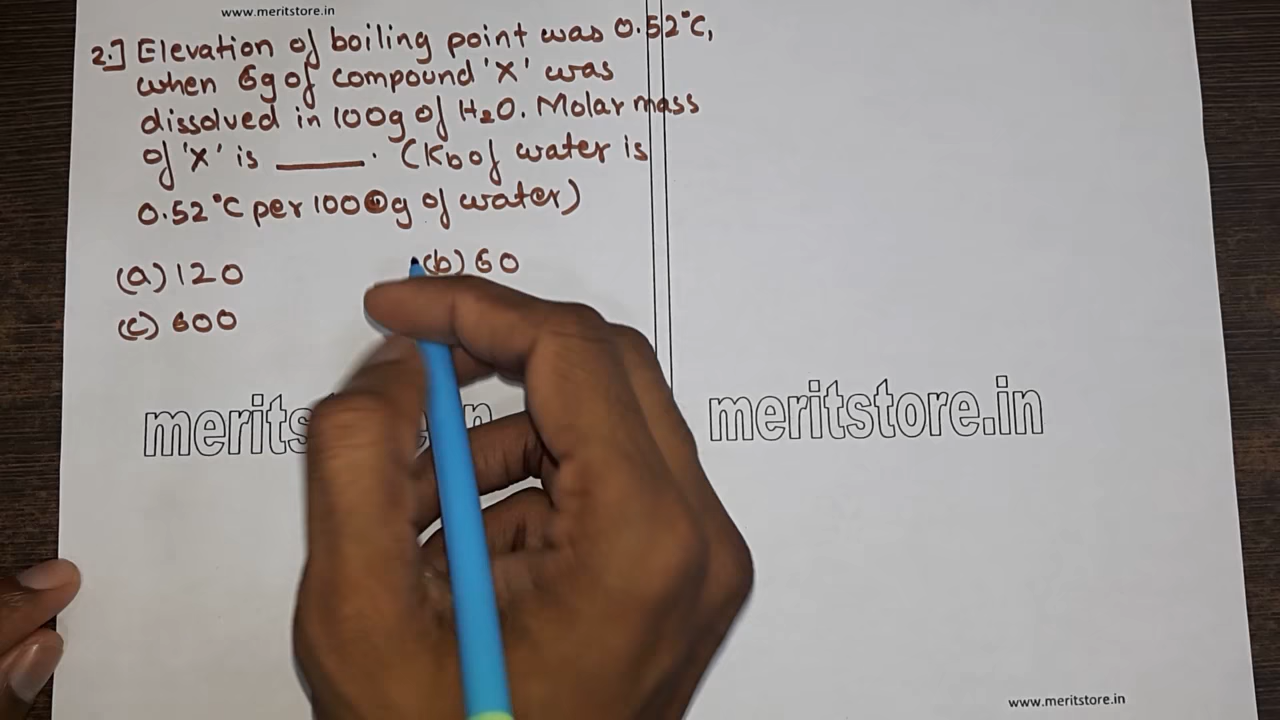 www.meritstore.in
2.] Elevation of boiling point was 0.52°C,
when 6g of compound 'X' was
dissolved in 100g of H₂O. Molar mass
of 'X' is ______. (Kb of water is
0.52°C per 1000g of water)
(a) 120 (b) 60
(c) 600
meritstore.in
www.meritstore.in